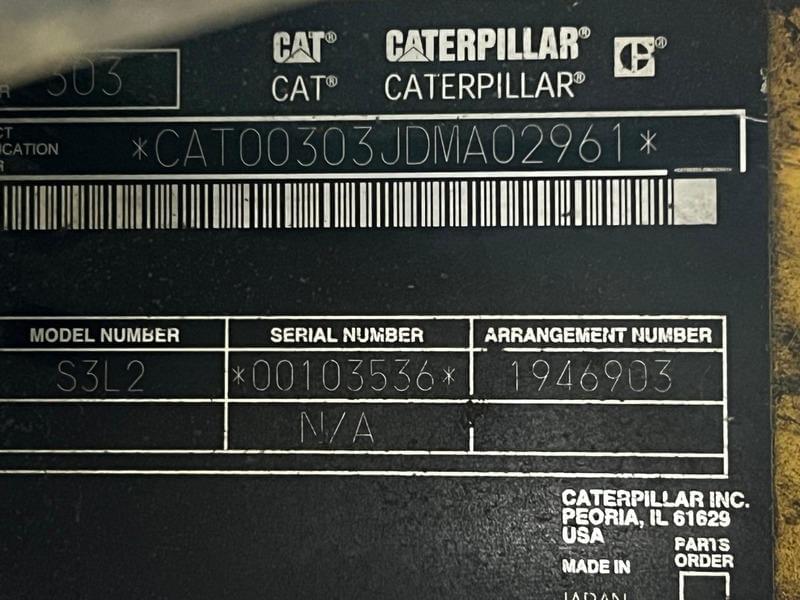 CAT® CATERPILLAR®
303 CAT® CATERPILLAR®
*CAT00303JDMA02961*
MODEL NUMBER SERIAL NUMBER ARRANGEMENT NUMBER
S3L2 *00103536* 1946903
N/A
CATERPILLAR INC.
PEORIA, IL 61629
USA
MADE IN PARTS ORDER
JAPAN